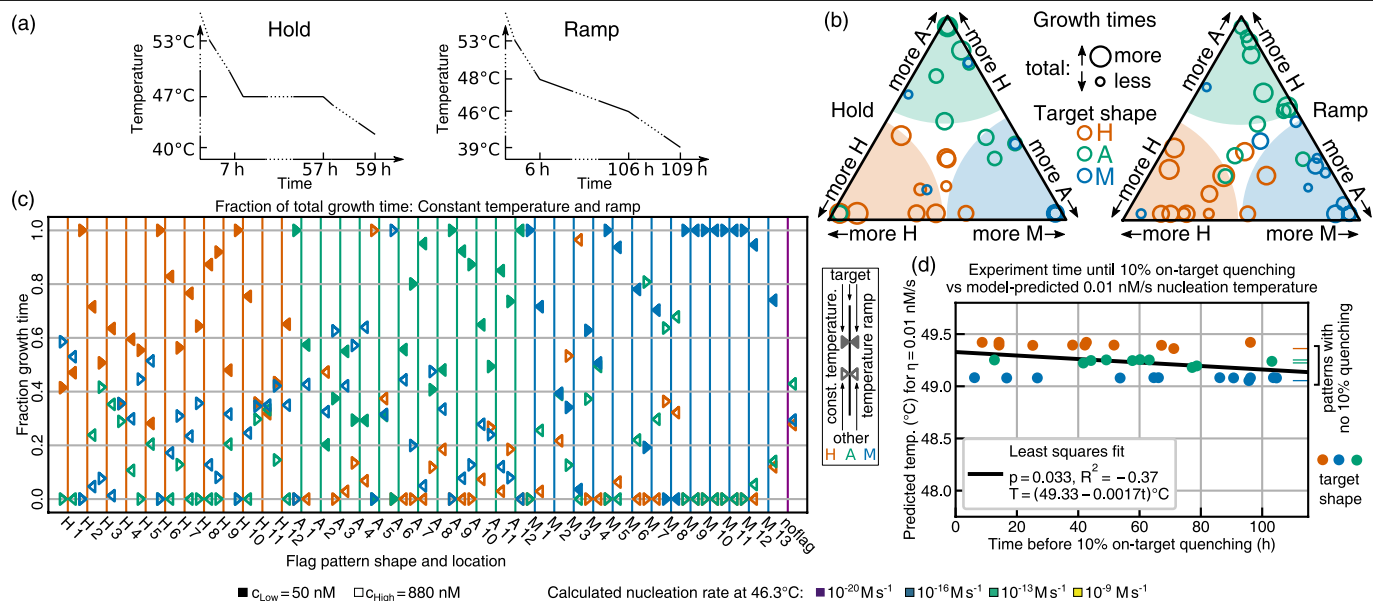 (a)
Hold
Temperature
53°C
47°C
40°C
7 h
57 h
59 h
Time
Ramp
Temperature
53°C
48°C
46°C
39°C
6 h
106 h
109 h
Time
(b)
Growth times
total:
more
less
Target shape
H
A
M
Hold
more A
more H
more H
more A
more H
more M
Ramp
more A
more H
more H
more A
more H
more M
(c)
Fraction of total growth time: Constant temperature and ramp
Fraction growth time
1.0
0.8
0.6
0.4
0.2
0.0
H 1
H 2
H 3
H 4
H 5
H 6
H 7
H 8
H 9
H 10
H 11
H 12
A 1
A 2
A 3
A 4
A 5
A 6
A 7
A 8
A 9
A 10
A 11
A 12
M 1
M 2
M 3
M 4
M 5
M 6
M 7
M 8
M 9
M 10
M 11
M 12
M 13
noflag
Flag pattern shape and location
target
const. temperature.
temperature ramp
other
H A M
(d)
Experiment time until 10% on-target quenching
vs model-predicted 0.01 nM/s nucleation temperature
Predicted temp. (°C) for η = 0.01 nM/s
49.5
49.0
48.5
48.0
Least squares fit
p = 0.033, R² = −0.37
T = (49.33 − 0.0017t)°C
0
20
40
60
80
100
Time before 10% on-target quenching (h)
patterns with
no 10% quenching
target
shape
c_Low = 50 nM
c_High = 880 nM
Calculated nucleation rate at 46.3°C:
10⁻²⁰ M s⁻¹
10⁻¹⁶ M s⁻¹
10⁻¹³ M s⁻¹
10⁻⁹ M s⁻¹